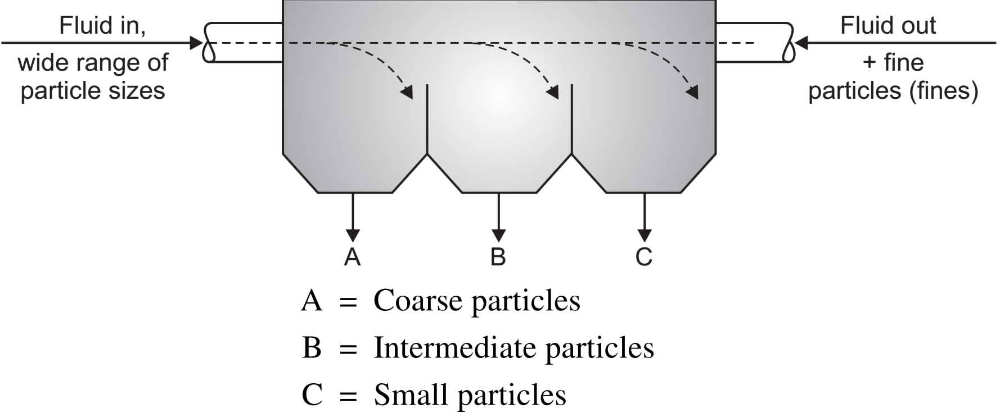 Fluid in,
wide range of
particle sizes
Fluid out
+ fine
particles (fines)
A
B
C
A = Coarse particles
B = Intermediate particles
C = Small particles